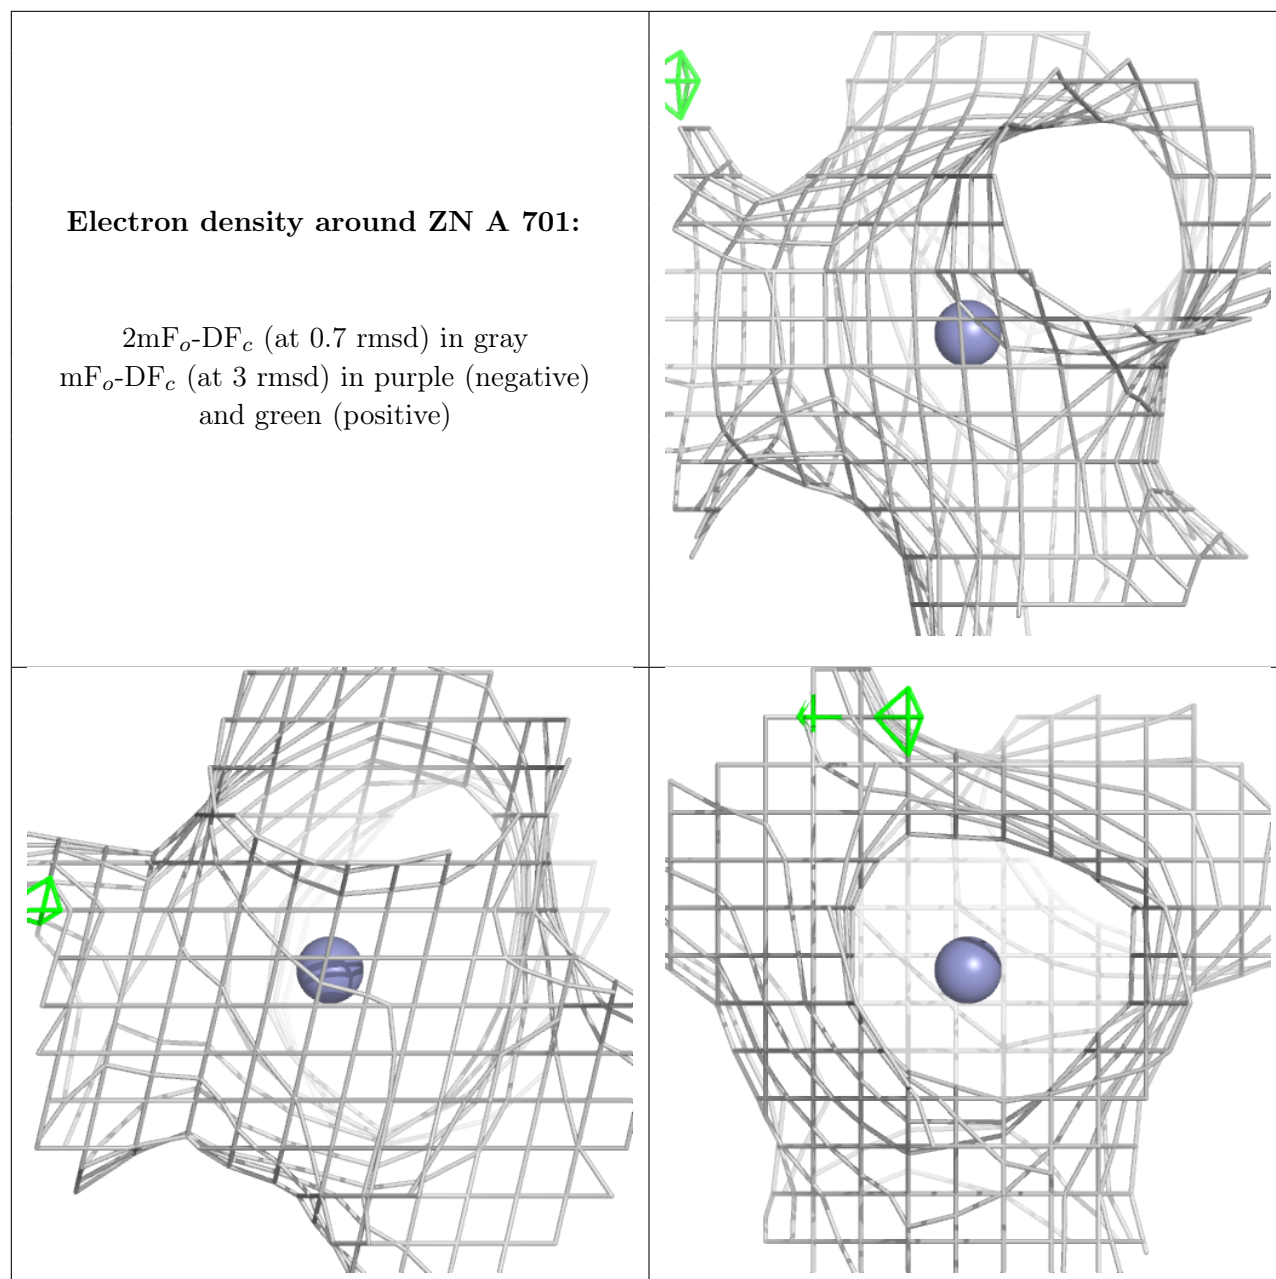 Electron density around ZN A 701:
2mFo-DFc (at 0.7 rmsd) in gray
mFo-DFc (at 3 rmsd) in purple (negative)
and green (positive)